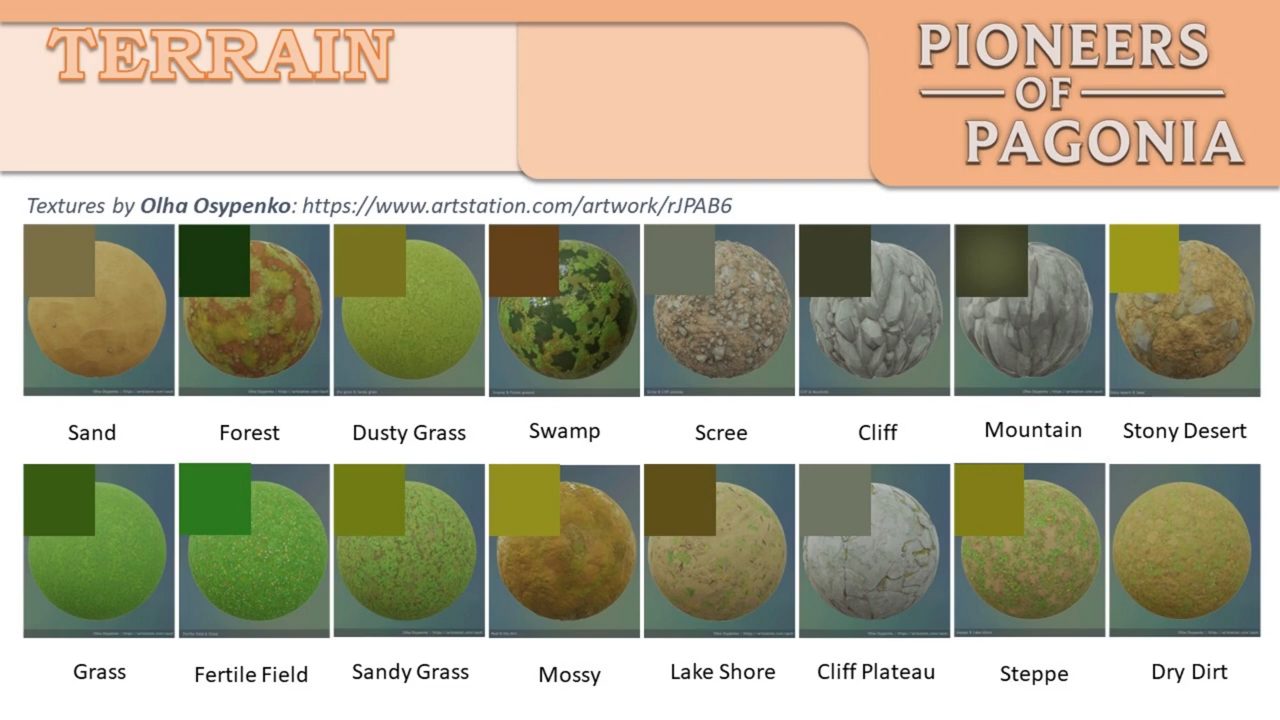 TERRAIN
PIONEERS
OF
PAGONIA
Textures by Olha Osypenko: https://www.artstation.com/artwork/rJPAB6
Sand Forest Dusty Grass Swamp Scree Cliff Mountain Stony Desert
Grass Fertile Field Sandy Grass Mossy Lake Shore Cliff Plateau Steppe Dry Dirt